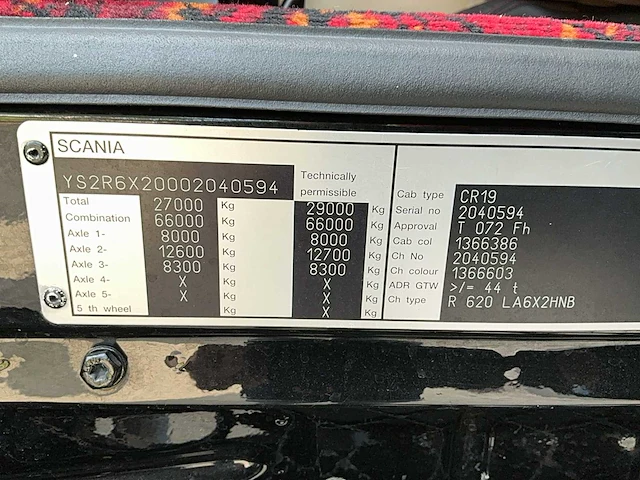 SCANIA
YS2R6X20002040594
Technically
permissible
Total 27000 Kg 29000 Kg
Combination 66000 Kg 66000 Kg
Axle 1- 8000 Kg 8000 Kg
Axle 2- 12600 Kg 12700 Kg
Axle 3- 8300 Kg 8300 Kg
Axle 4- X Kg X Kg
Axle 5- X Kg X Kg
5 th wheel Kg X Kg
Cab type CR19
Serial no 2040594
Approval T 072 Fh
Cab col 1366386
Ch No 2040594
Ch colour 1366603
ADR GTW >/= 44 t
Ch type R 620 LA6X2HNB